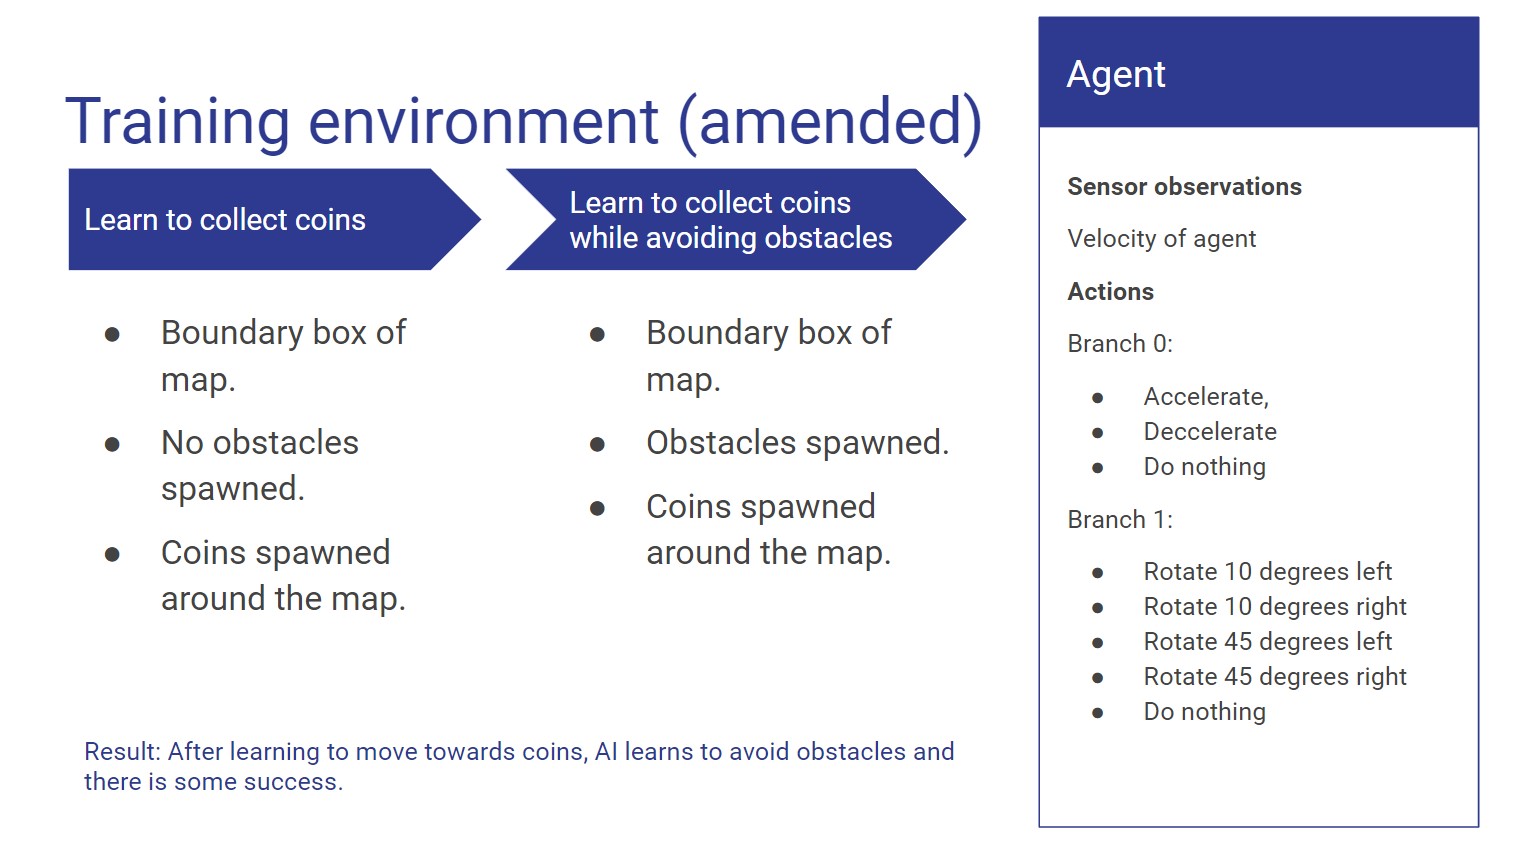 Training environment (amended)
Learn to collect coins
● Boundary box of
map.
● No obstacles
spawned.
● Coins spawned
around the map.
Learn to collect coins
while avoiding obstacles
● Boundary box of
map.
● Obstacles spawned.
● Coins spawned
around the map.
Result: After learning to move towards coins, AI learns to avoid obstacles and
there is some success.
Agent
Sensor observations
Velocity of agent
Actions
Branch 0:
● Accelerate,
● Deccelerate
● Do nothing
Branch 1:
● Rotate 10 degrees left
● Rotate 10 degrees right
● Rotate 45 degrees left
● Rotate 45 degrees right
● Do nothing